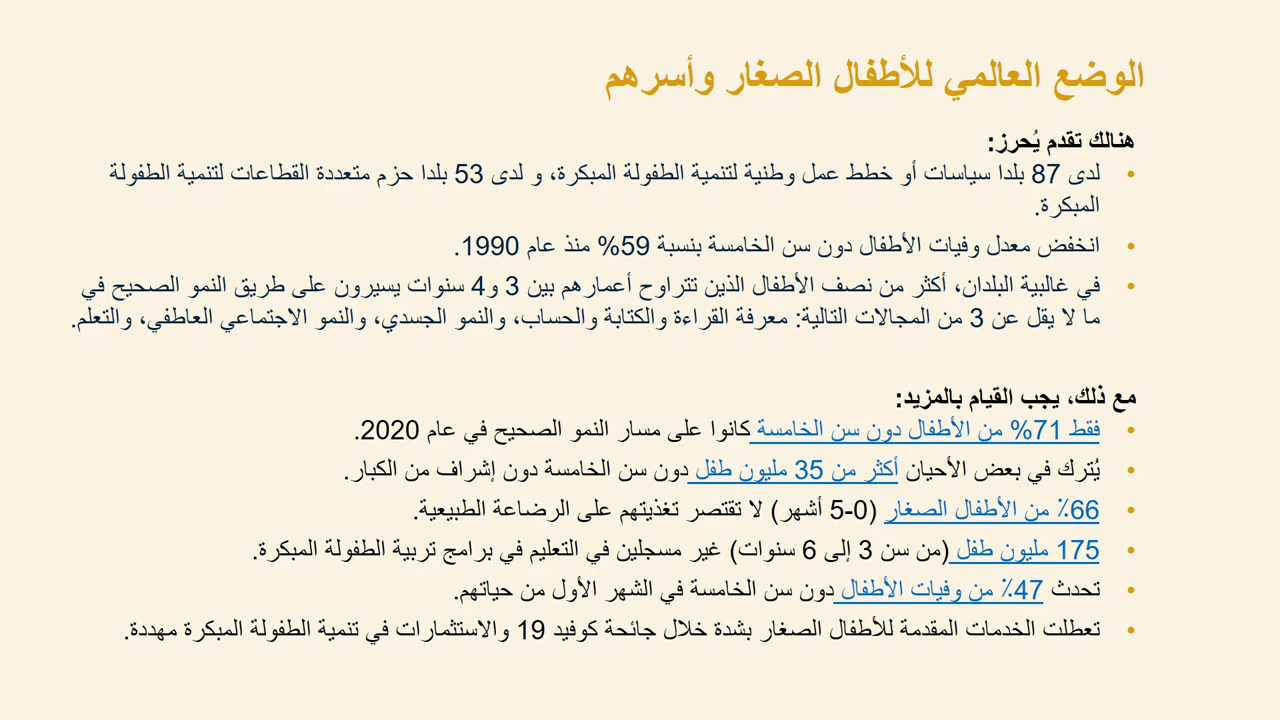 الوضع العالمي للأطفال الصغار وأسرهم
هنالك تقدم يُحرز:
• لدى 87 بلدا سياسات أو خطط عمل وطنية لتنمية الطفولة المبكرة، و لدى 53 بلدا حزم متعددة القطاعات لتنمية الطفولة
المبكرة.
• انخفض معدل وفيات الأطفال دون سن الخامسة بنسبة 59% منذ عام 1990.
• في غالبية البلدان، أكثر من نصف الأطفال الذين تتراوح أعمارهم بين 3 و4 سنوات يسيرون على طريق النمو الصحيح في
ما لا يقل عن 3 من المجالات التالية: معرفة القراءة والكتابة والحساب، والنمو الجسدي، والنمو الاجتماعي العاطفي، والتعلم.
مع ذلك، يجب القيام بالمزيد:
• فقط 71% من الأطفال دون سن الخامسة كانوا على مسار النمو الصحيح في عام 2020.
• يُترك في بعض الأحيان أكثر من 35 مليون طفل دون سن الخامسة دون إشراف من الكبار.
• 66٪ من الأطفال الصغار (0-5 أشهر) لا تقتصر تغذيتهم على الرضاعة الطبيعية.
• 175 مليون طفل (من سن 3 إلى 6 سنوات) غير مسجلين في التعليم في برامج تربية الطفولة المبكرة.
• تحدث 47٪ من وفيات الأطفال دون سن الخامسة في الشهر الأول من حياتهم.
• تعطلت الخدمات المقدمة للأطفال الصغار بشدة خلال جائحة كوفيد 19 والاستثمارات في تنمية الطفولة المبكرة مهددة.